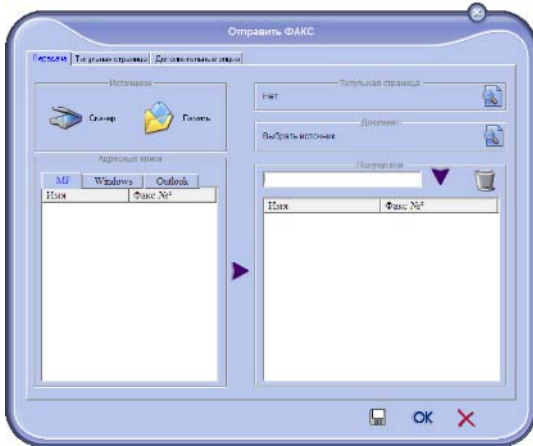 Отправить ФАКС
Передача Титульная страница Дополнительные опции
Источники
Сканер Память
Титульная страница
Нет
Документ
Выбрать источник
Адресные книги
MF Windows Outlook
Имя Факс №
Получатели
Имя Факс №
OK